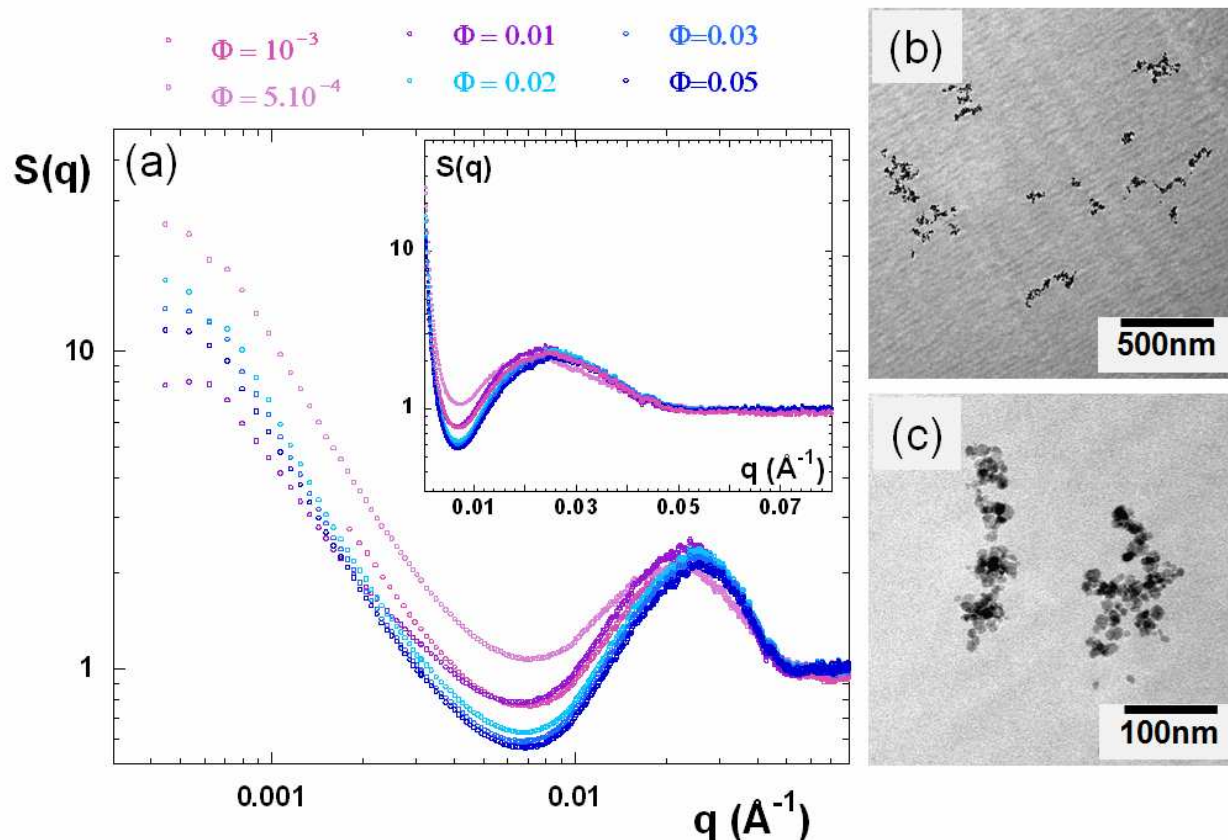 Φ = 10⁻³
Φ = 0.01
Φ=0.03
Φ = 5.10⁻⁴
Φ = 0.02
Φ=0.05
S(q)
(a)
10
1
0.001
0.01
q (Å⁻¹)
S(q)
10
1
q (Å⁻¹)
0.01
0.03
0.05
0.07
(b)
500nm
(c)
100nm